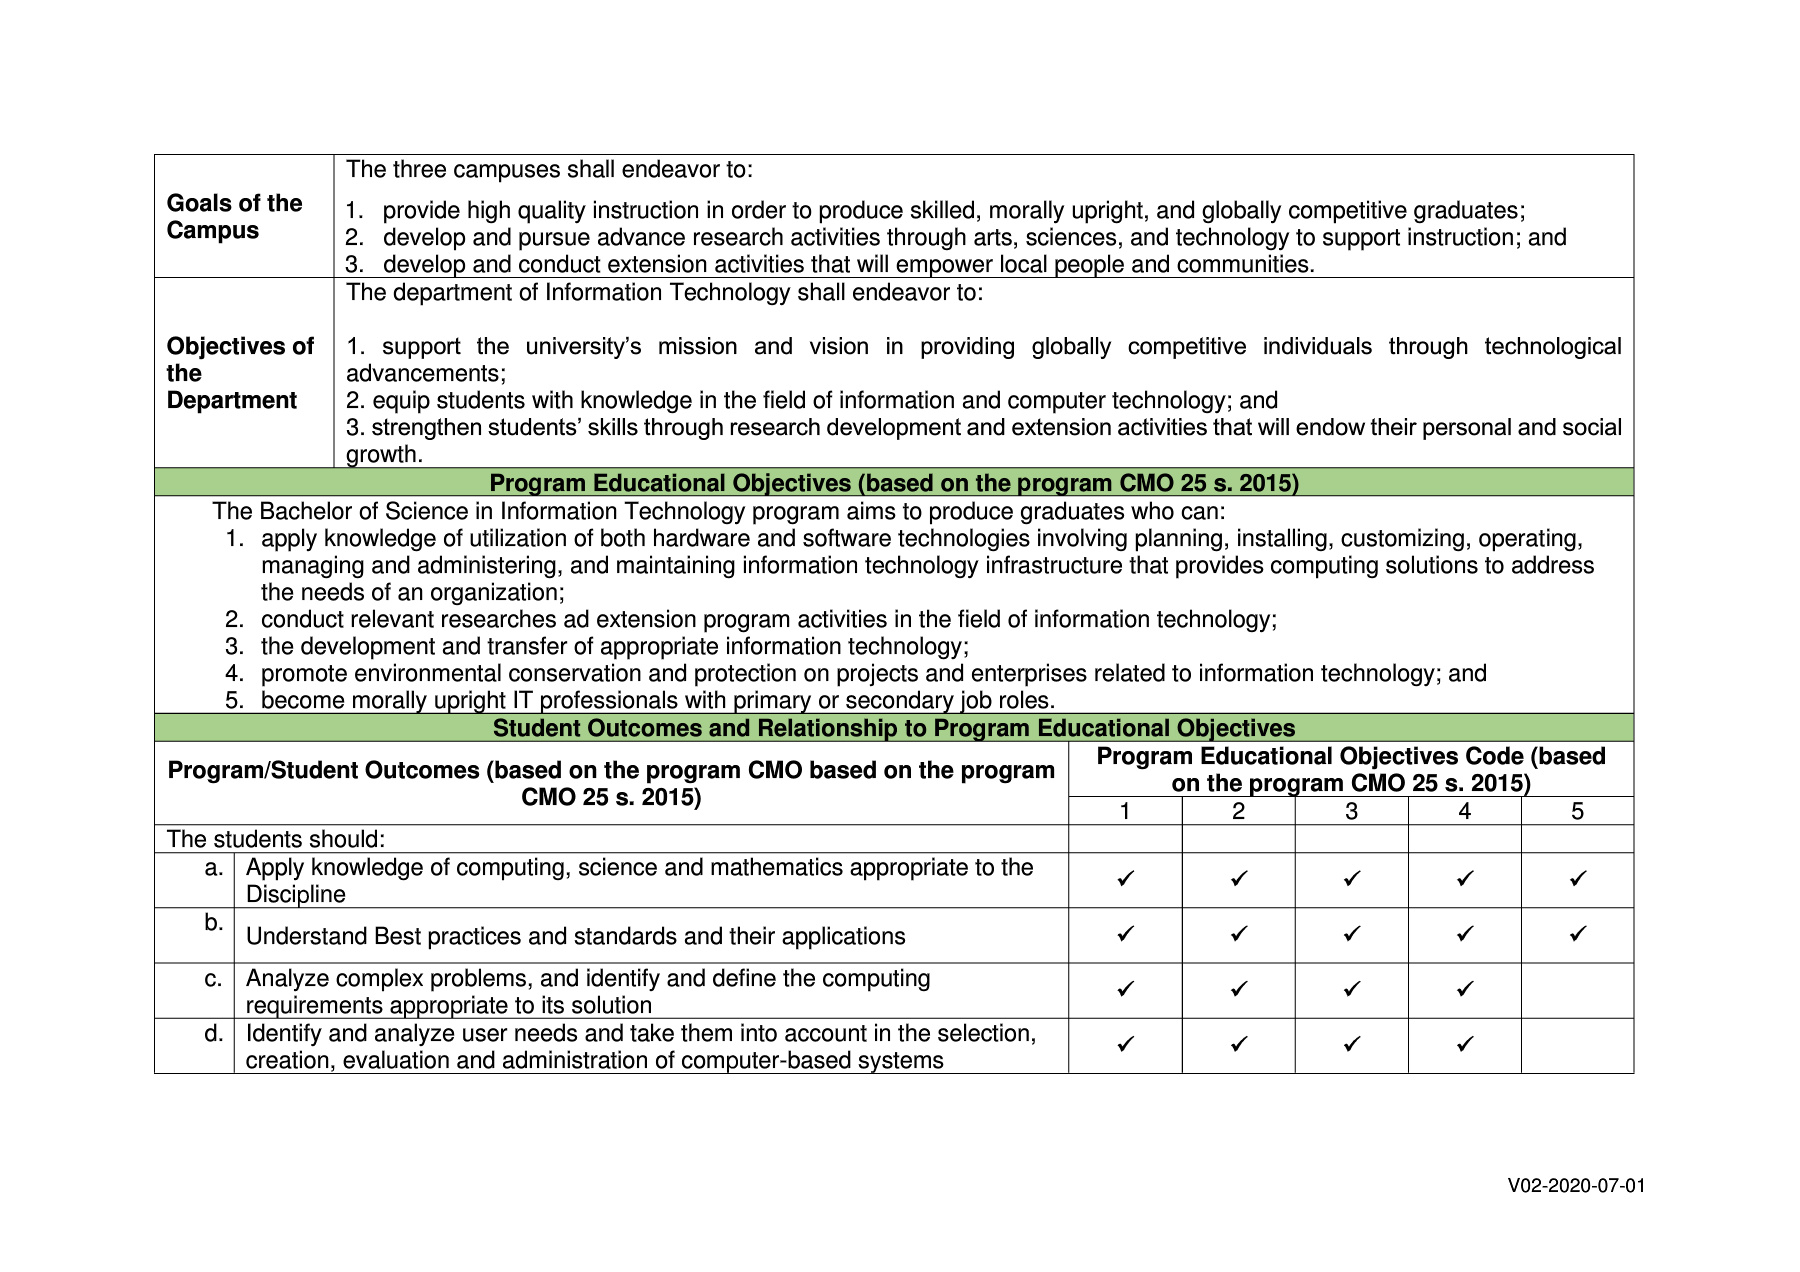 Goals of the
Campus
The three campuses shall endeavor to:
1. provide high quality instruction in order to produce skilled, morally upright, and globally competitive graduates;
2. develop and pursue advance research activities through arts, sciences, and technology to support instruction; and
3. develop and conduct extension activities that will empower local people and communities.
Objectives of
the
Department
The department of Information Technology shall endeavor to:
1. support the university’s mission and vision in providing globally competitive individuals through technological
advancements;
2. equip students with knowledge in the field of information and computer technology; and
3. strengthen students’ skills through research development and extension activities that will endow their personal and social
growth.
Program Educational Objectives (based on the program CMO 25 s. 2015)
The Bachelor of Science in Information Technology program aims to produce graduates who can:
1. apply knowledge of utilization of both hardware and software technologies involving planning, installing, customizing, operating,
managing and administering, and maintaining information technology infrastructure that provides computing solutions to address
the needs of an organization;
2. conduct relevant researches ad extension program activities in the field of information technology;
3. the development and transfer of appropriate information technology;
4. promote environmental conservation and protection on projects and enterprises related to information technology; and
5. become morally upright IT professionals with primary or secondary job roles.
Student Outcomes and Relationship to Program Educational Objectives
Program/Student Outcomes (based on the program CMO based on the program
CMO 25 s. 2015)
Program Educational Objectives Code (based
on the program CMO 25 s. 2015)
1 2 3 4 5
The students should:
a. Apply knowledge of computing, science and mathematics appropriate to the
Discipline
✓ ✓ ✓ ✓ ✓
b. Understand Best practices and standards and their applications
✓ ✓ ✓ ✓ ✓
c. Analyze complex problems, and identify and define the computing
requirements appropriate to its solution
✓ ✓ ✓ ✓
d. Identify and analyze user needs and take them into account in the selection,
creation, evaluation and administration of computer-based systems
✓ ✓ ✓ ✓
V02-2020-07-01